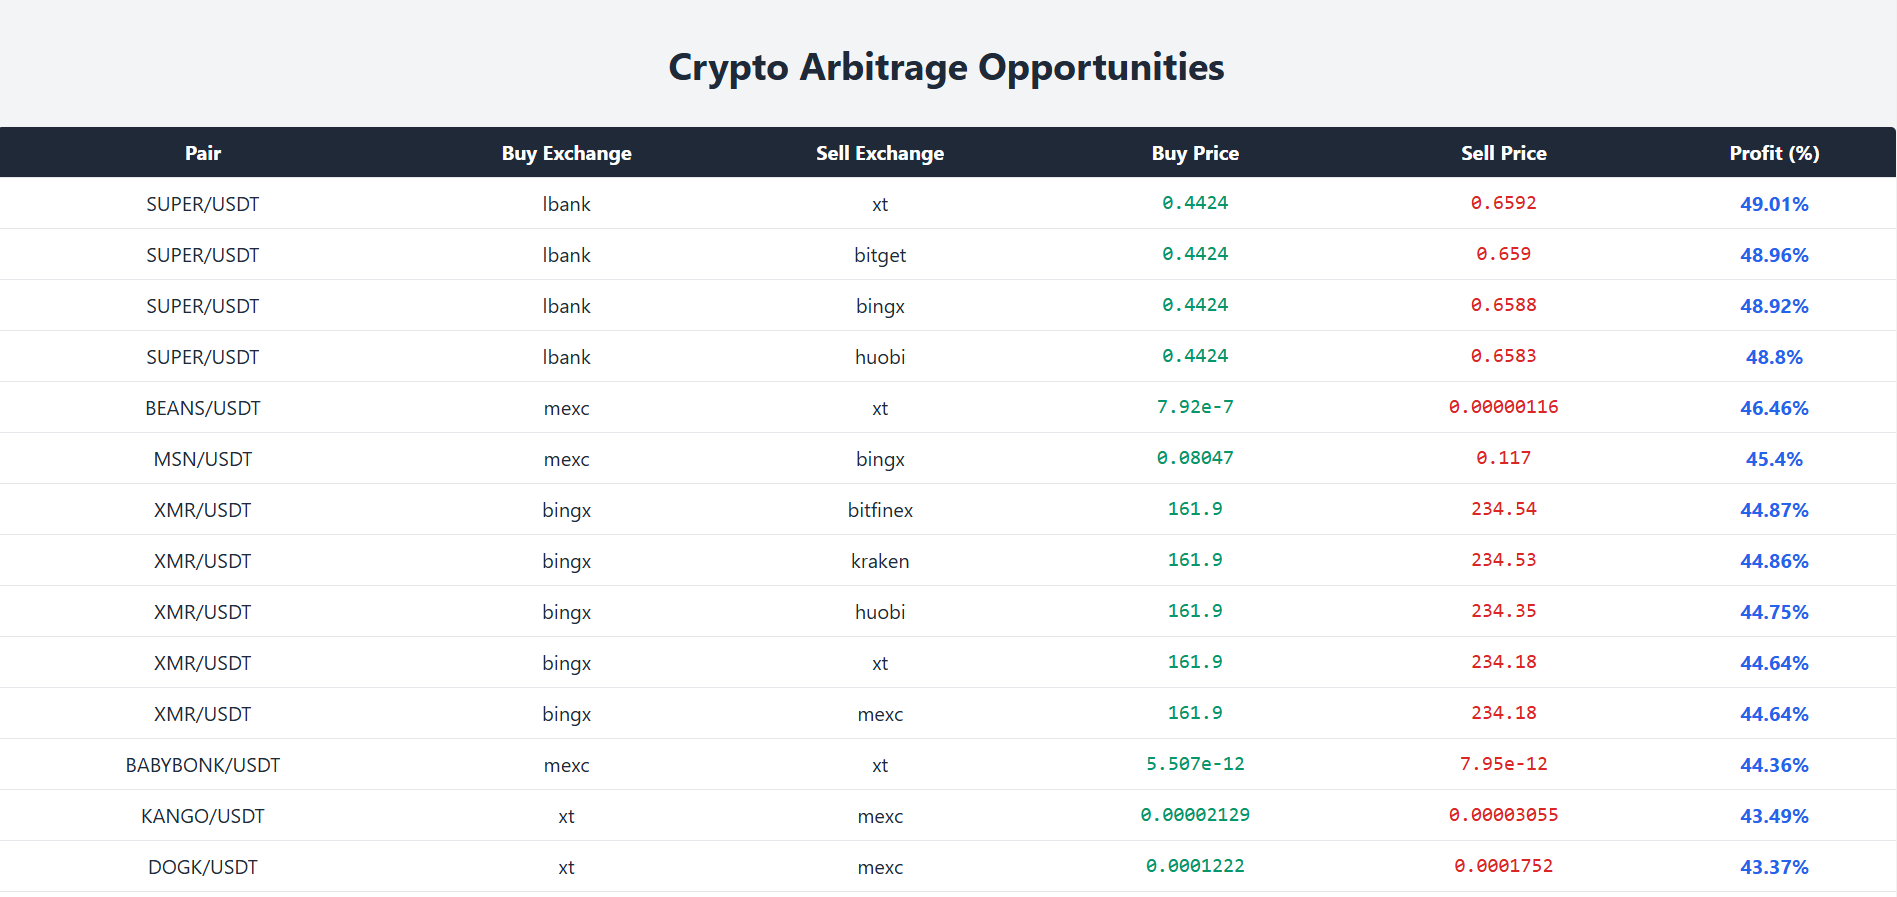 Crypto Arbitrage Opportunities
Pair Buy Exchange Sell Exchange Buy Price Sell Price Profit (%)
SUPER/USDT lbank xt 0.4424 0.6592 49.01%
SUPER/USDT lbank bitget 0.4424 0.659 48.96%
SUPER/USDT lbank bingx 0.4424 0.6588 48.92%
SUPER/USDT lbank huobi 0.4424 0.6583 48.8%
BEANS/USDT mexc xt 7.92e-7 0.00000116 46.46%
MSN/USDT mexc bingx 0.08047 0.117 45.4%
XMR/USDT bingx bitfinex 161.9 234.54 44.87%
XMR/USDT bingx kraken 161.9 234.53 44.86%
XMR/USDT bingx huobi 161.9 234.35 44.75%
XMR/USDT bingx xt 161.9 234.18 44.64%
XMR/USDT bingx mexc 161.9 234.18 44.64%
BABYBONK/USDT mexc xt 5.507e-12 7.95e-12 44.36%
KANGO/USDT xt mexc 0.00002129 0.00003055 43.49%
DOGK/USDT xt mexc 0.0001222 0.0001752 43.37%